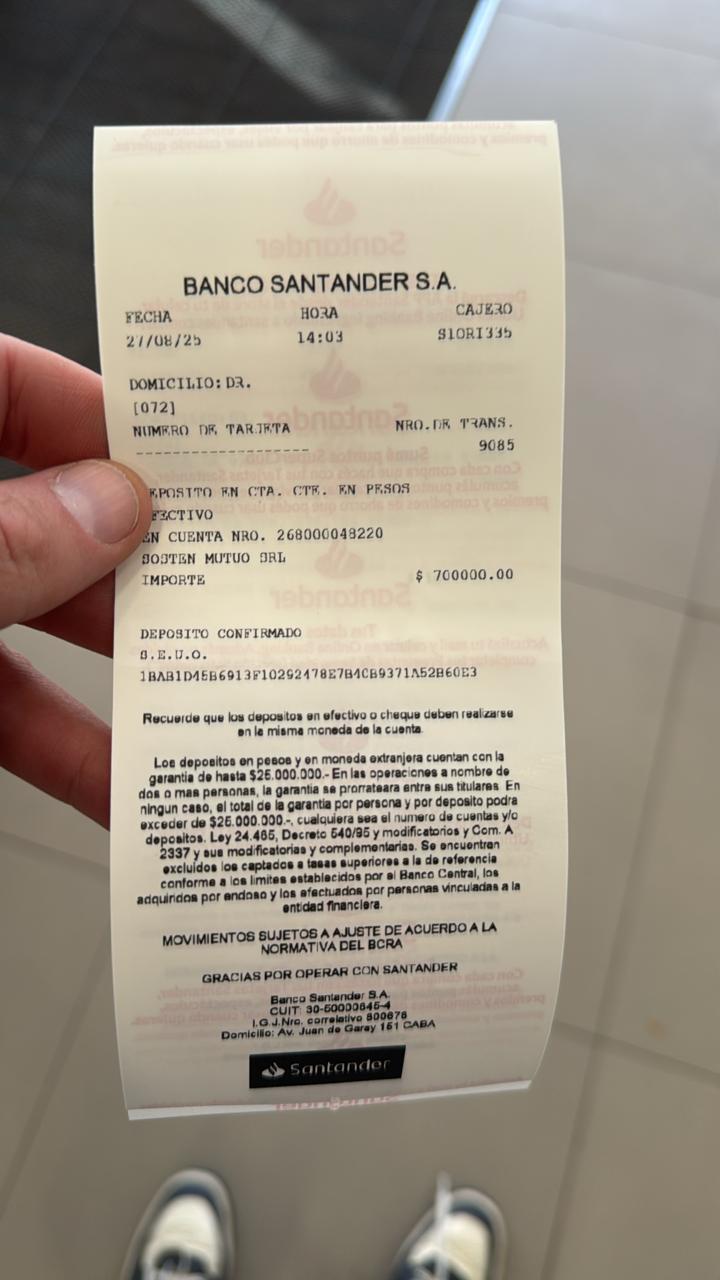 BANCO SANTANDER S.A.
FECHA HORA CAJERO
27/08/25 14:03 S1ORI335
DOMICILIO: DR.
[072]
NUMERO DE TARJETA NRO.DE TRANS.
------------------- 9085
EPOSITO EN CTA. CTE. EN PESOS
FECTIVO
EN CUENTA NRO. 268000048220
SOSTEN MUTUO SRL
IMPORTE $ 700000.00
DEPOSITO CONFIRMADO
S.E.U.O.
1BAB1D45B6913F10292478E7B4CB9371A52B60E3
Recuerde que los depositos en efectivo o cheque deben realizarse
en la misma moneda de la cuenta.
Los depositos en pesos y en moneda extranjera cuentan con la
garantia de hasta $25.000.000.- En las operaciones a nombre de
dos o mas personas, la garantia se prorrateara entre sus titulares. En
ningun caso, el total de la garantia por persona y por deposito podra
exceder de $25.000.000.-, cualquiera sea el numero de cuentas y/o
depositos. Ley 24.485, Decreto 540/95 y modificatorios y Com. A
2337 y sus modificatorias y complementarias. Se encuentran
excluidos los captados a tasas superiores a la de referencia
conforme a los limites establecidos por el Banco Central, los
adquiridos por endoso y los efectuados por personas vinculadas a la
entidad financiera.
MOVIMIENTOS SUJETOS A AJUSTE DE ACUERDO A LA
NORMATIVA DEL BCRA
GRACIAS POR OPERAR CON SANTANDER
Banco Santander S.A.
CUIT: 30-50000845-4
I.G.J.Nro. correlativo 800678
Domicilio: Av. Juan de Garay 151 CABA
Santander